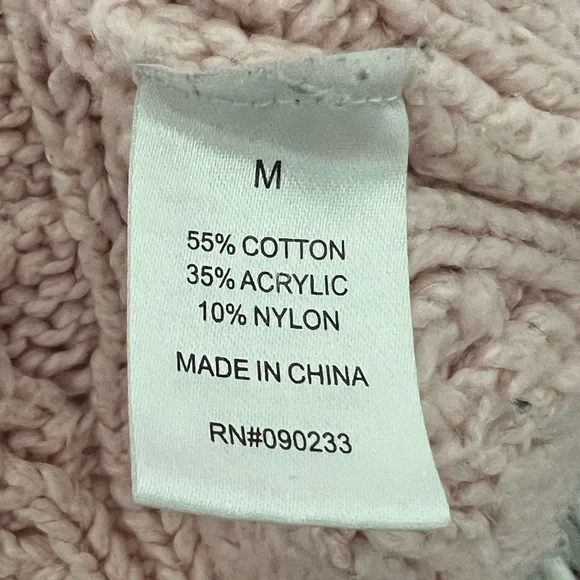 M
55% COTTON
35% ACRYLIC
10% NYLON
MADE IN CHINA
RN#090233